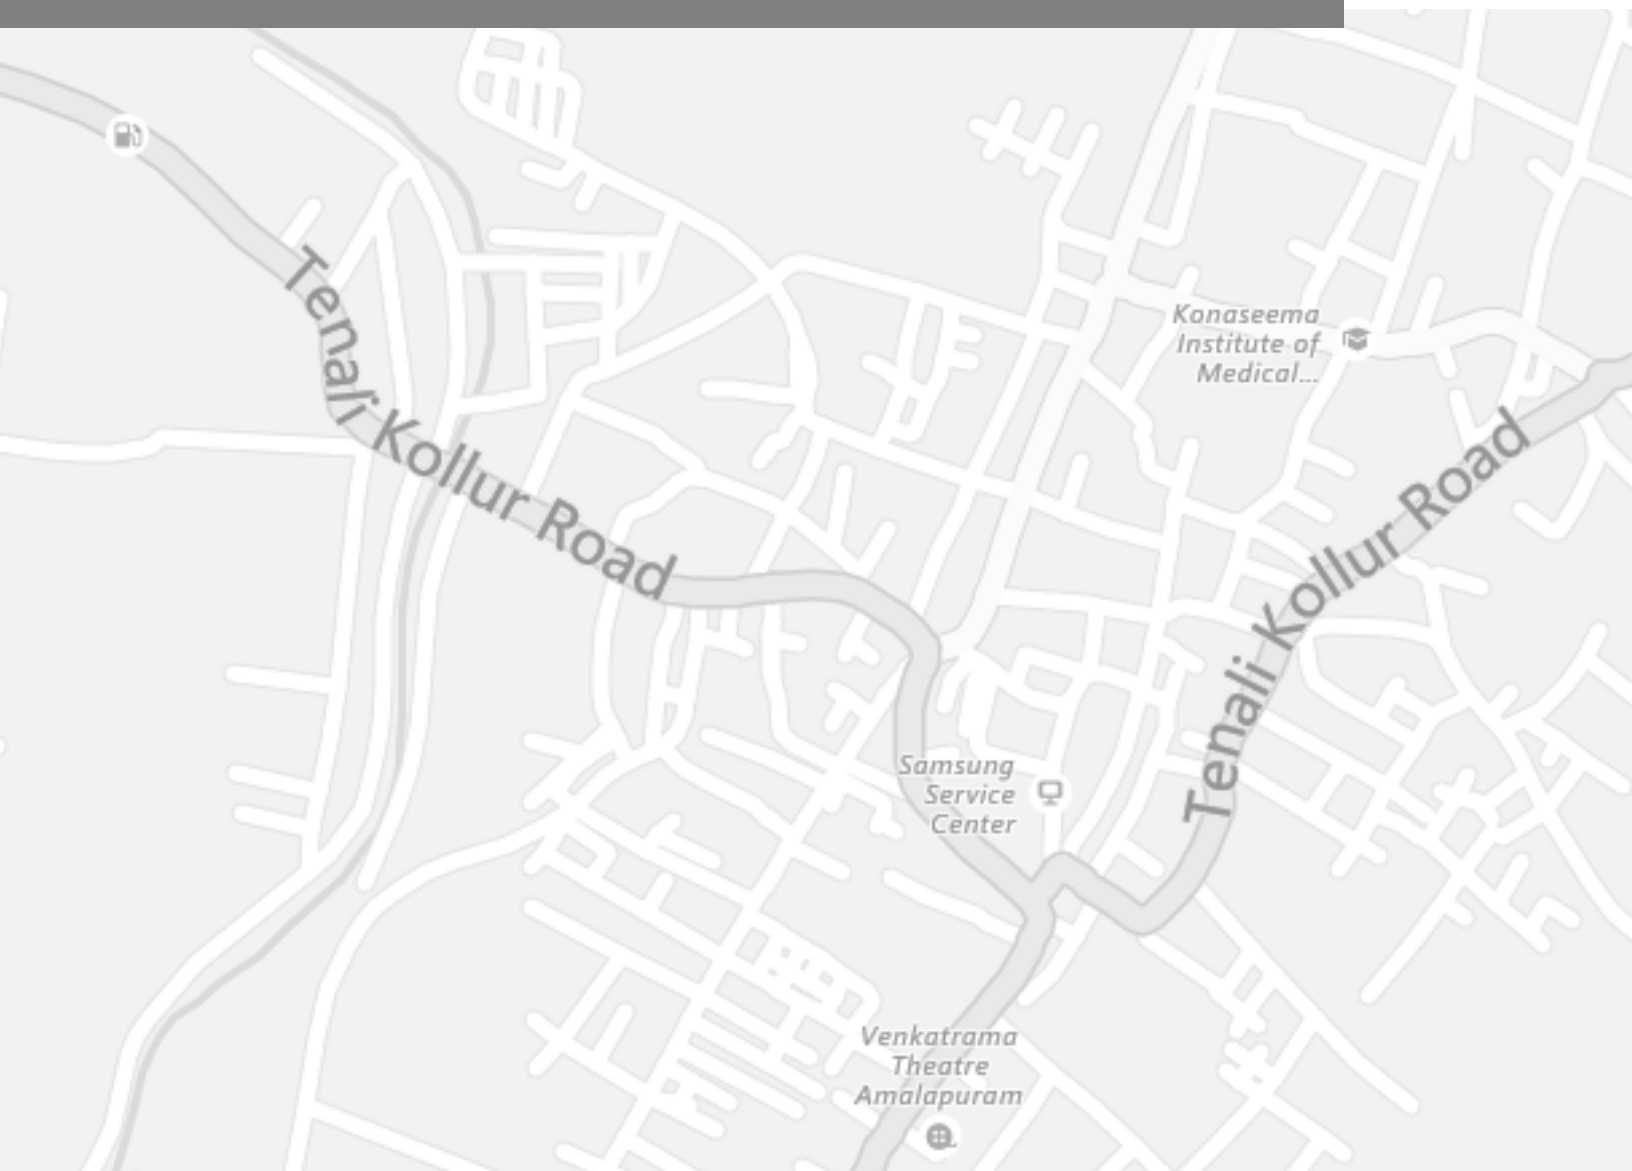 Tenali Kollur Road
Konaseema
Institute of
Medical...
Tenali Kollur Road
Samsung
Service
Center
Venkatrama
Theatre
Amalapuram